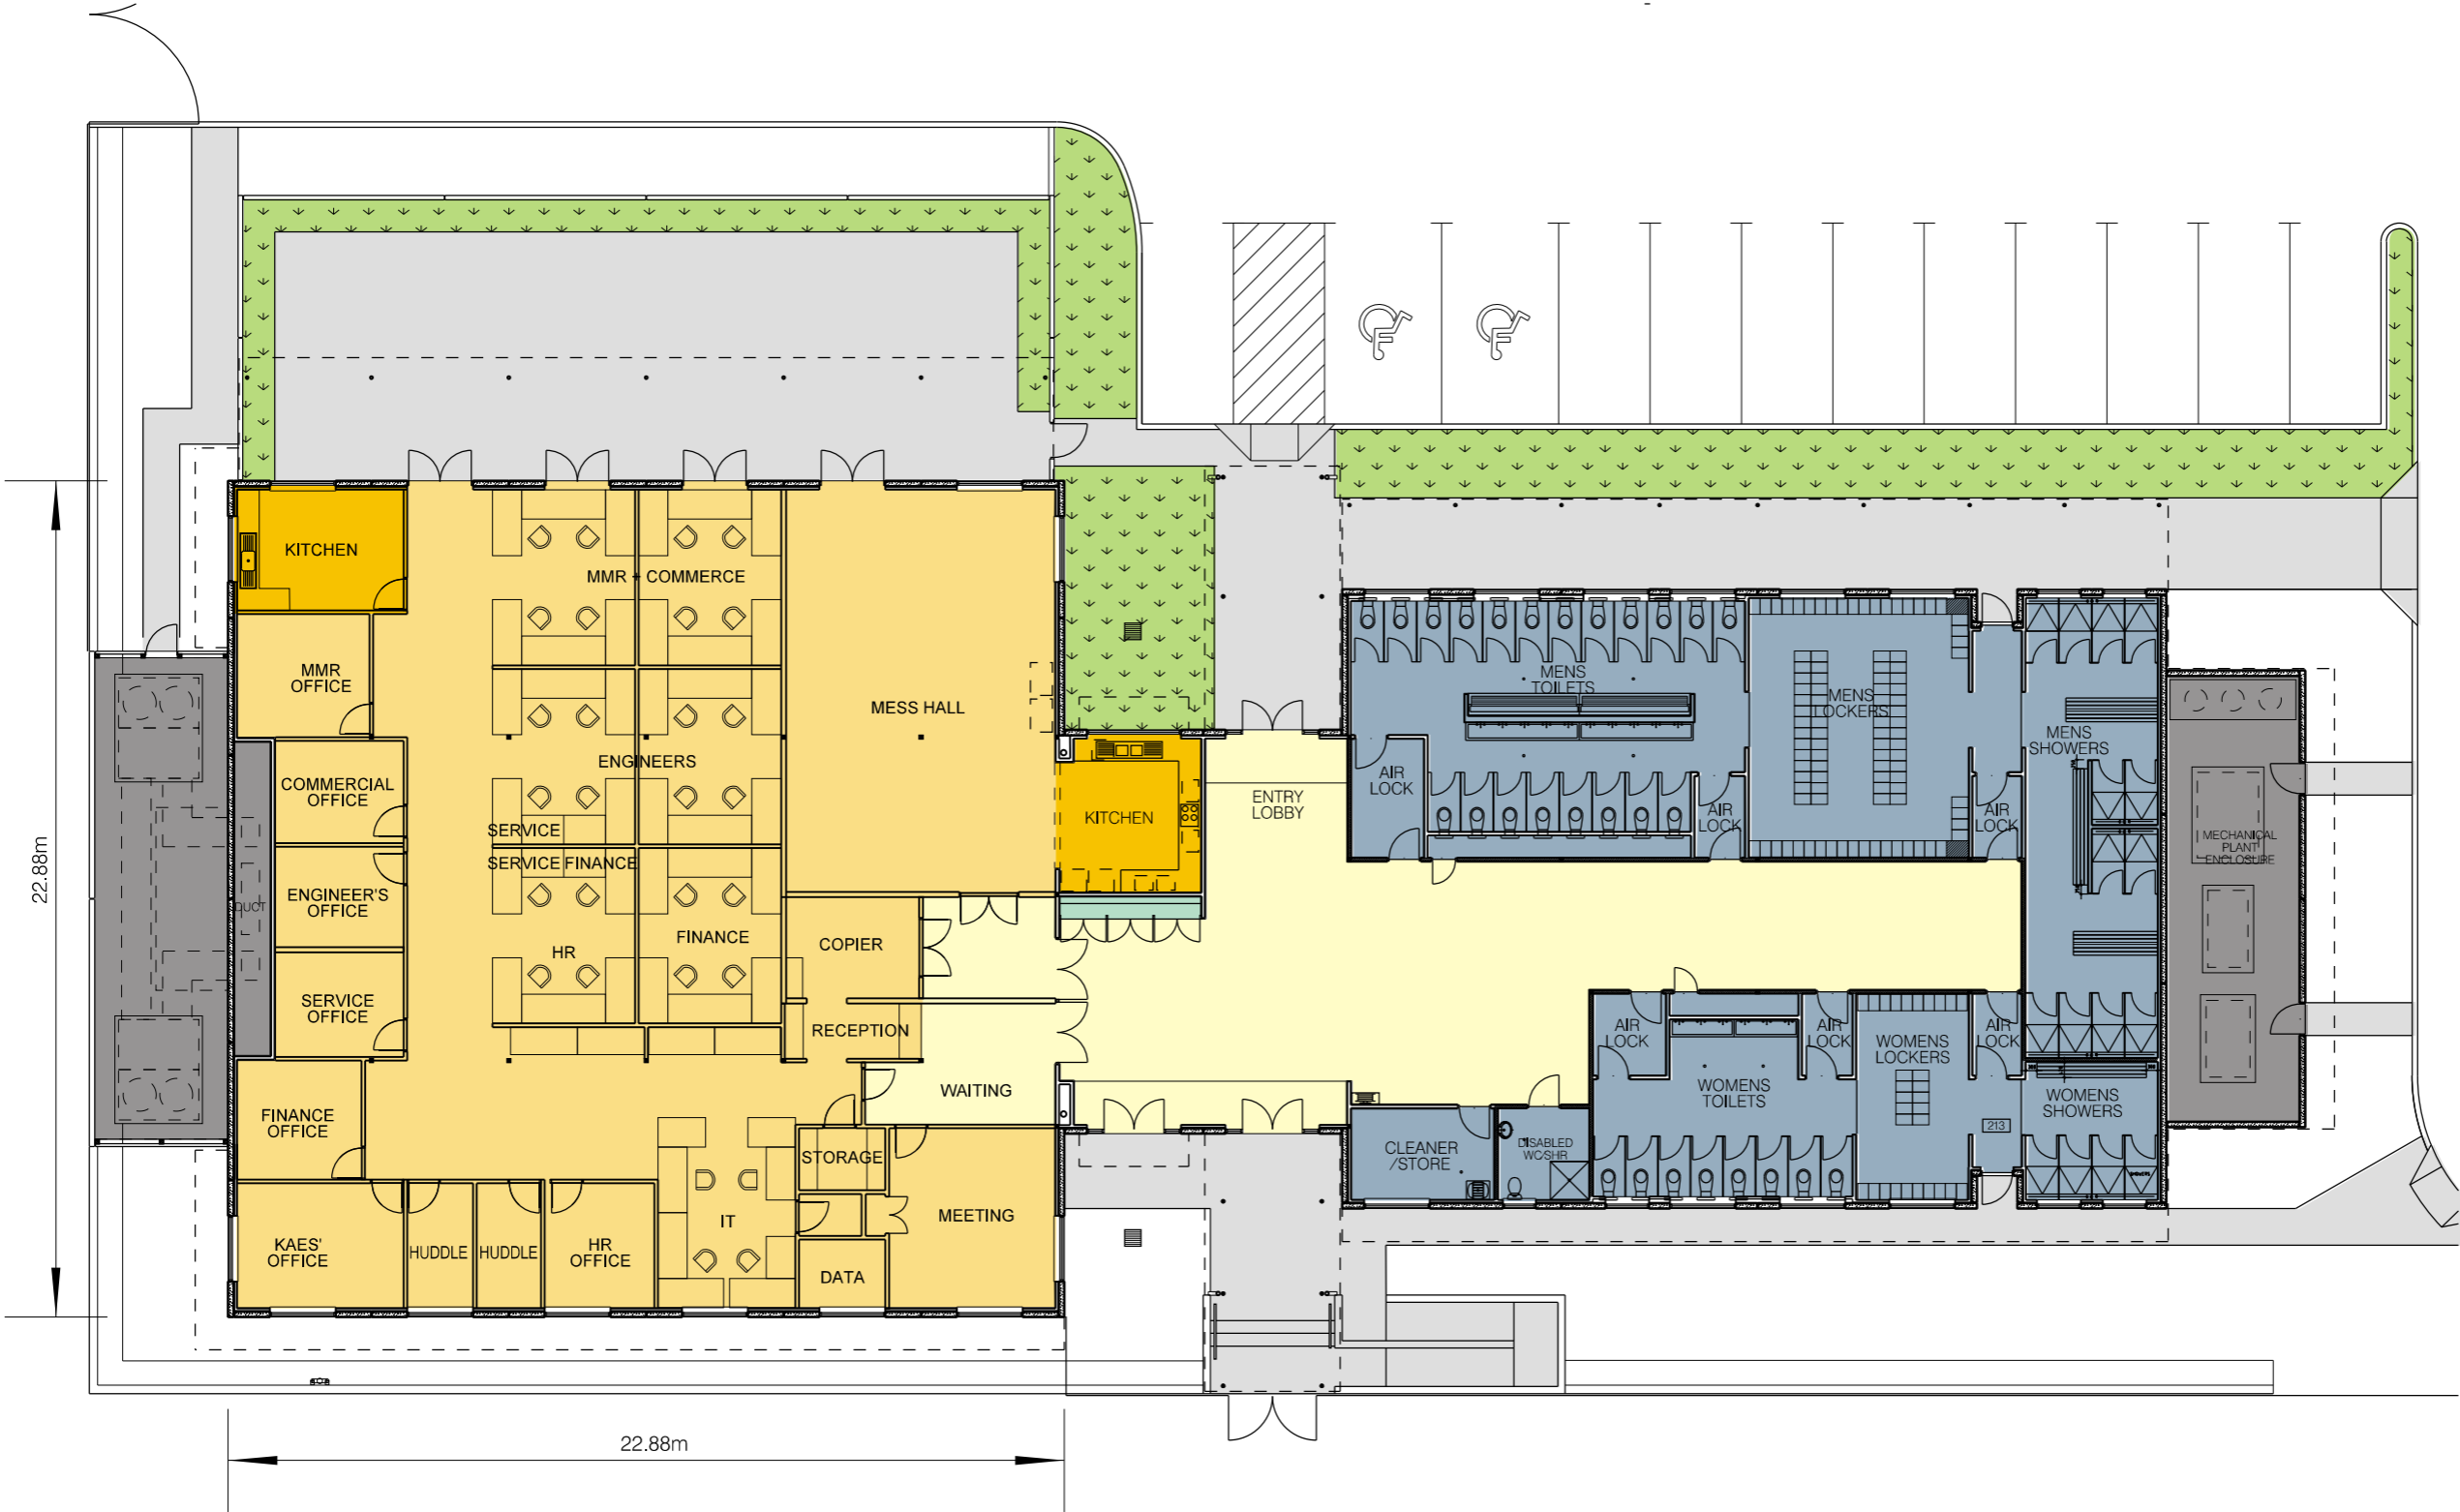 KITCHEN
MMR + COMMERCE
MMR
OFFICE
MESS HALL
MENS
TOILETS
MENS
LOCKERS
MENS
SHOWERS
ENGINEERS
COMMERCIAL
OFFICE
AIR
LOCK
ENTRY
LOBBY
KITCHEN
AIR
LOCK
AIR
LOCK
SERVICE
MECHANICAL
PLANT
ENCLOSURE
SERVICE FINANCE
ENGINEER'S
OFFICE
DUCT
22.88m
FINANCE
COPIER
HR
SERVICE
OFFICE
RECEPTION
AIR
LOCK
AIR
LOCK
AIR
LOCK
WOMENS
LOCKERS
WAITING
WOMENS
TOILETS
WOMENS
SHOWERS
FINANCE
OFFICE
213
CLEANER
/STORE
DISABLED
WC/SHR
STORAGE
IT
MEETING
KAES'
OFFICE
HUDDLE
HUDDLE
HR
OFFICE
DATA
22.88m